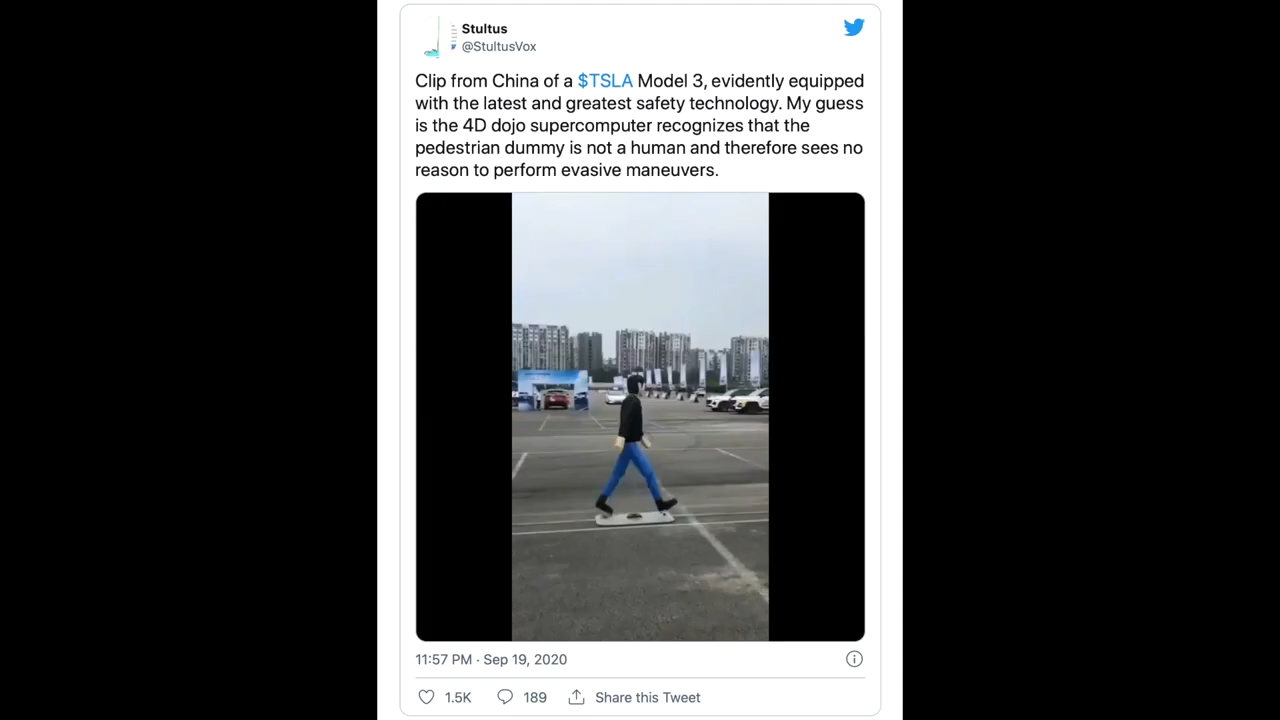 Stultus
@StultusVox
Clip from China of a $TSLA Model 3, evidently equipped
with the latest and greatest safety technology. My guess
is the 4D dojo supercomputer recognizes that the
pedestrian dummy is not a human and therefore sees no
reason to perform evasive maneuvers.
11:57 PM · Sep 19, 2020
1.5K 189 Share this Tweet